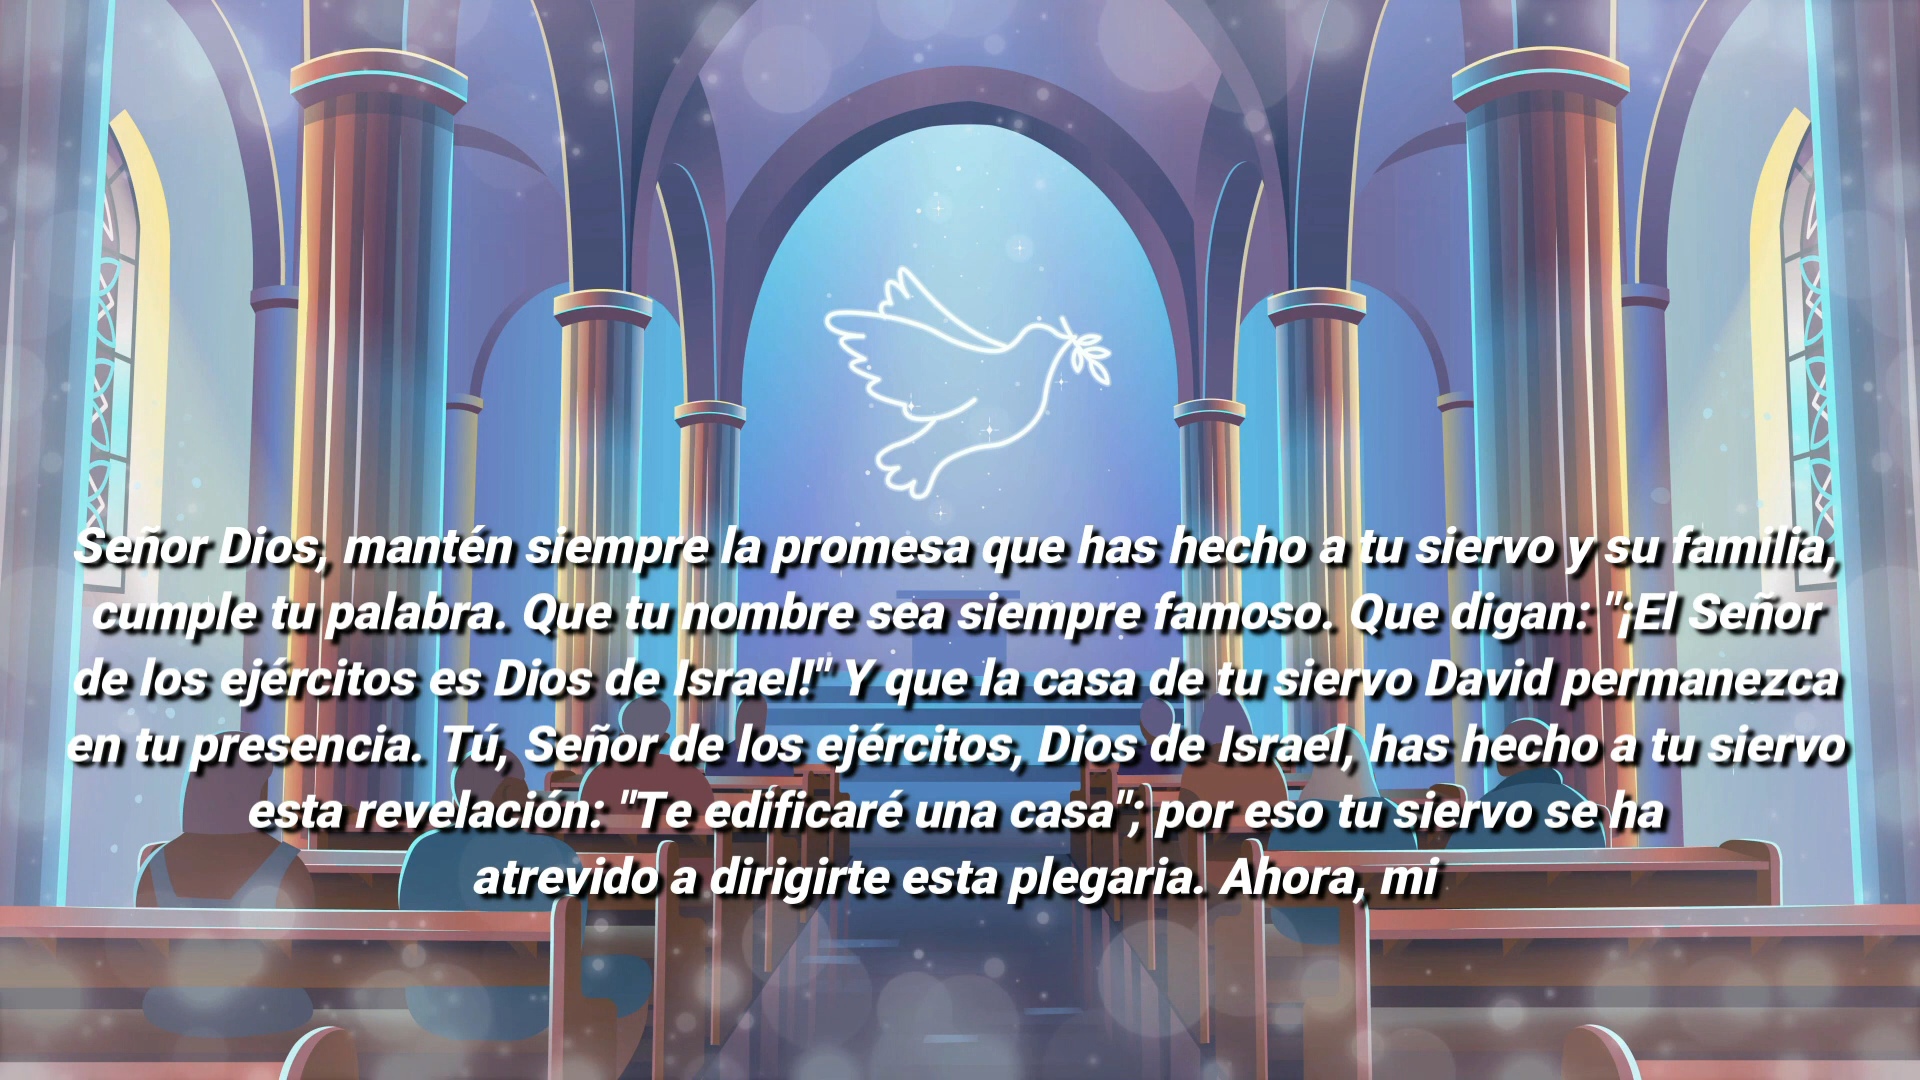 Señor Dios, mantén siempre la promesa que has hecho a tu siervo y su familia,
cumple tu palabra. Que tu nombre sea siempre famoso. Que digan: "¡El Señor
de los ejércitos es Dios de Israel!" Y que la casa de tu siervo David permanezca
en tu presencia. Tú, Señor de los ejércitos, Dios de Israel, has hecho a tu siervo
esta revelación: "Te edificaré una casa"; por eso tu siervo se ha
atrevido a dirigirte esta plegaria. Ahora, mi